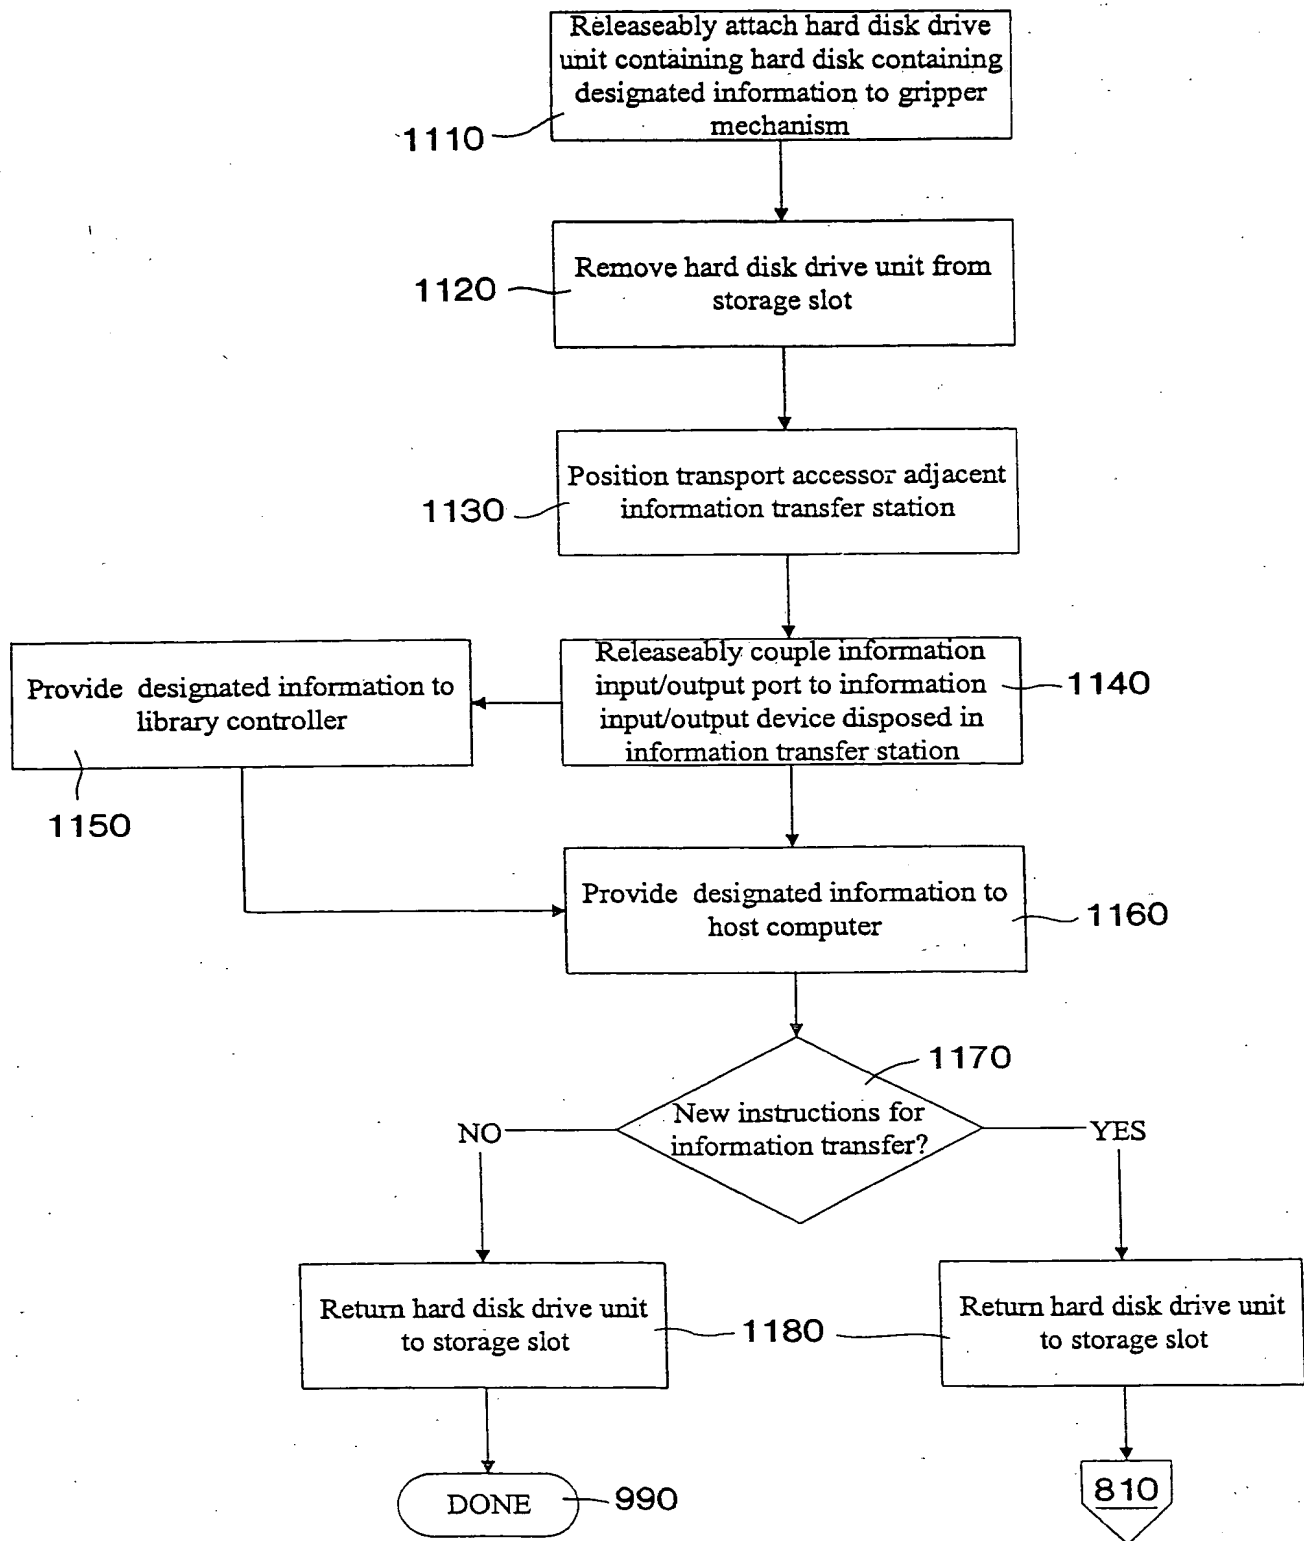 Releaseably attach hard disk drive
unit containing hard disk containing
designated information to gripper
mechanism
1110
Remove hard disk drive unit from
storage slot
1120
Position transport accessor adjacent
information transfer station
1130
Releaseably couple information
input/output port to information
input/output device disposed in
information transfer station
1140
Provide designated information to
library controller
1150
Provide designated information to
host computer
1160
1170
New instructions for
information transfer?
NO
YES
Return hard disk drive unit
to storage slot
1180
Return hard disk drive unit
to storage slot
DONE
990
810